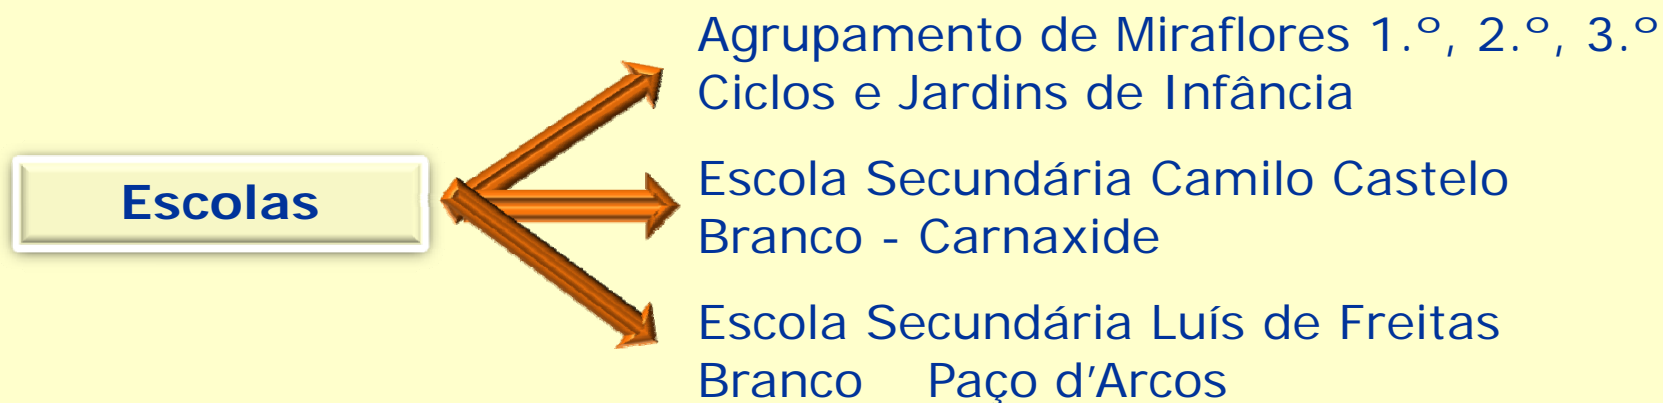 Escolas
Agrupamento de Miraflores 1.º, 2.º, 3.º
Ciclos e Jardins de Infância
Escola Secundária Camilo Castelo
Branco - Carnaxide
Escola Secundária Luís de Freitas
Branco Paço d’Arcos